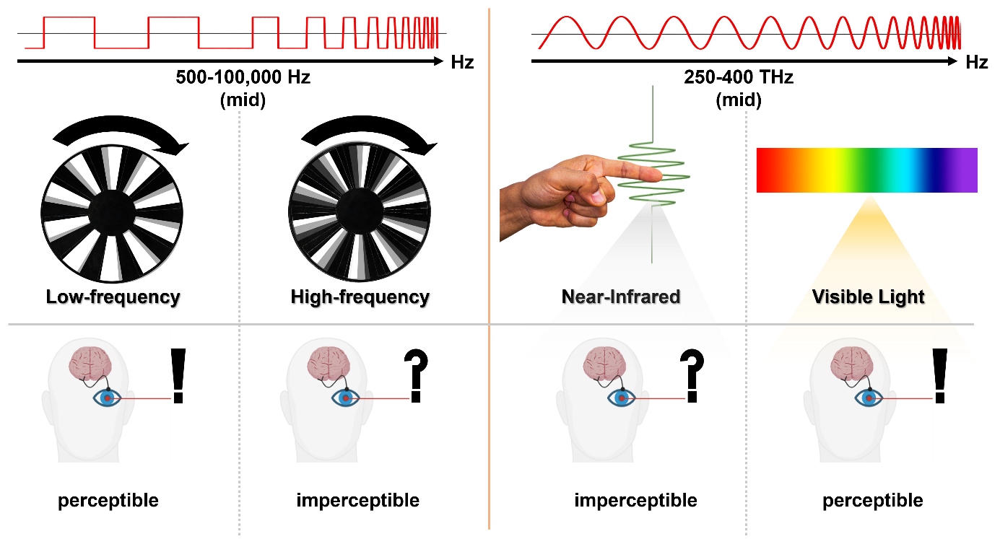 Hz
500-100,000 Hz
(mid)
Low-frequency
High-frequency
!
?
perceptible
imperceptible
Hz
250-400 THz
(mid)
Near-Infrared
Visible Light
?
!
imperceptible
perceptible